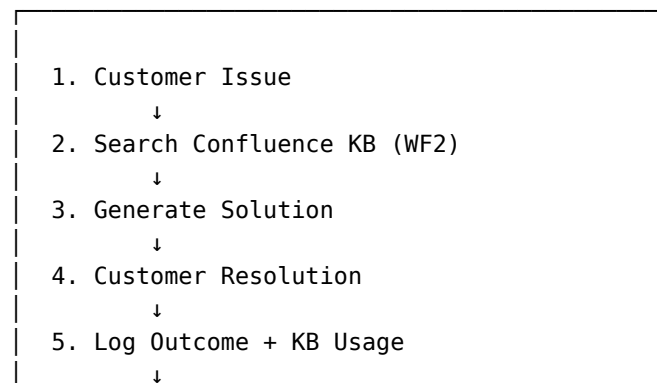 1. Customer Issue
↓
2. Search Confluence KB (WF2)
↓
3. Generate Solution
↓
4. Customer Resolution
↓
5. Log Outcome + KB Usage
↓